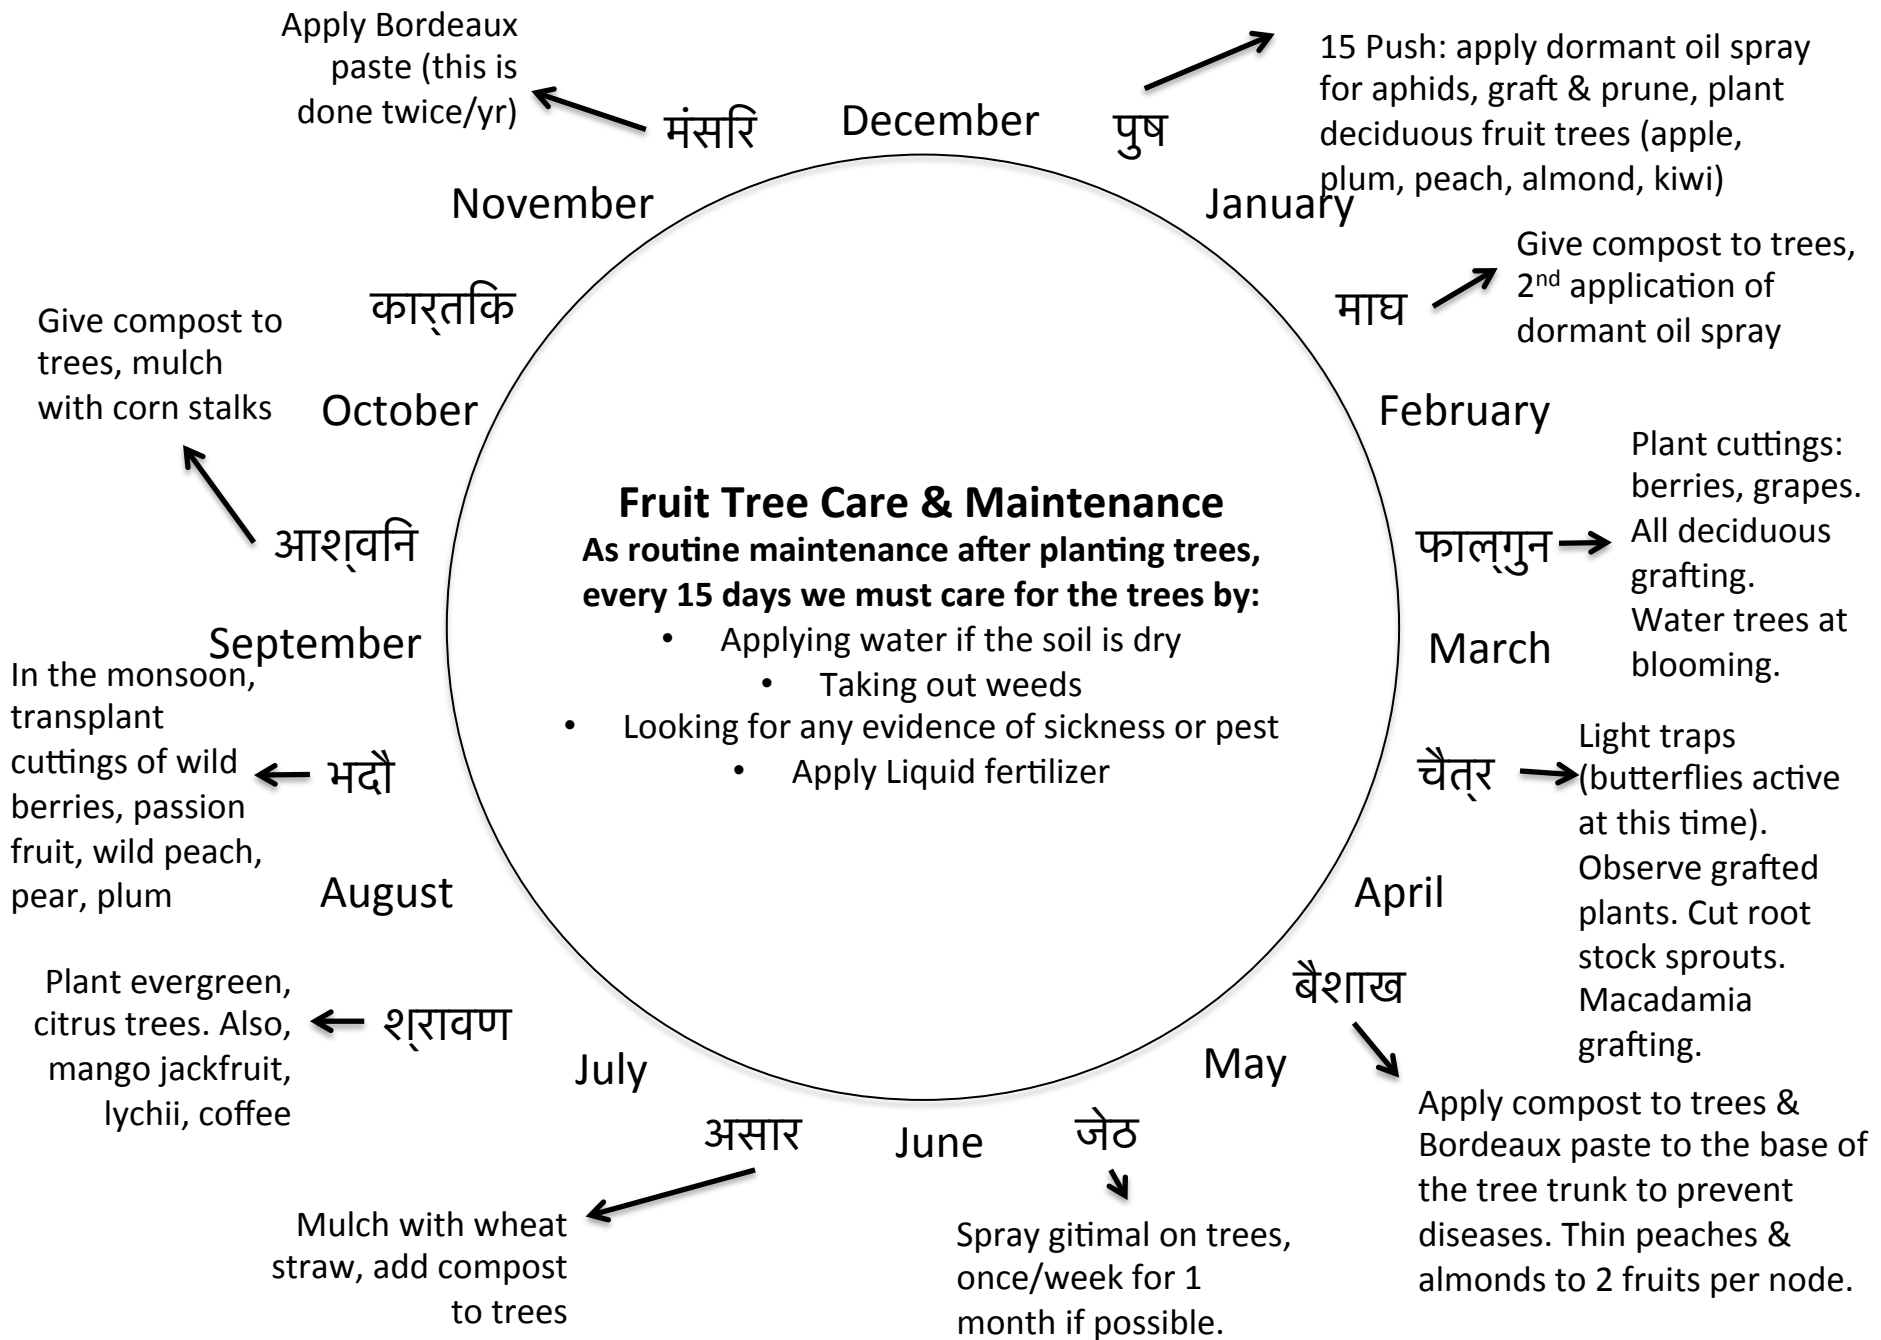 Fruit Tree Care & Maintenance
As routine maintenance after planting trees,
every 15 days we must care for the trees by:
• Applying water if the soil is dry
• Taking out weeds
• Looking for any evidence of sickness or pest
• Apply Liquid fertilizer
December
पुष
15 Push: apply dormant oil spray
for aphids, graft & prune, plant
deciduous fruit trees (apple,
plum, peach, almond, kiwi)
January
माघ
Give compost to trees,
2nd application of
dormant oil spray
February
फाल्‌गुन
Plant cuttings:
berries, grapes.
All deciduous
grafting.
Water trees at
blooming.
March
चैत्‌र
Light traps
(butterflies active
at this time).
Observe grafted
plants. Cut root
stock sprouts.
Macadamia
grafting.
April
बैशाख
Apply compost to trees &
Bordeaux paste to the base of
the tree trunk to prevent
diseases. Thin peaches &
almonds to 2 fruits per node.
May
जेठ
Spray gitimal on trees,
once/week for 1
month if possible.
June
असार
Mulch with wheat
straw, add compost
to trees
July
श्‌रावण
Plant evergreen,
citrus trees. Also,
mango jackfruit,
lychii, coffee
August
भदौ
In the monsoon,
transplant
cuttings of wild
berries, passion
fruit, wild peach,
pear, plum
September
आश्‌वनि
Give compost to
trees, mulch
with corn stalks
October
कार्‌तकि
November
मंसरि
Apply Bordeaux
paste (this is
done twice/yr)